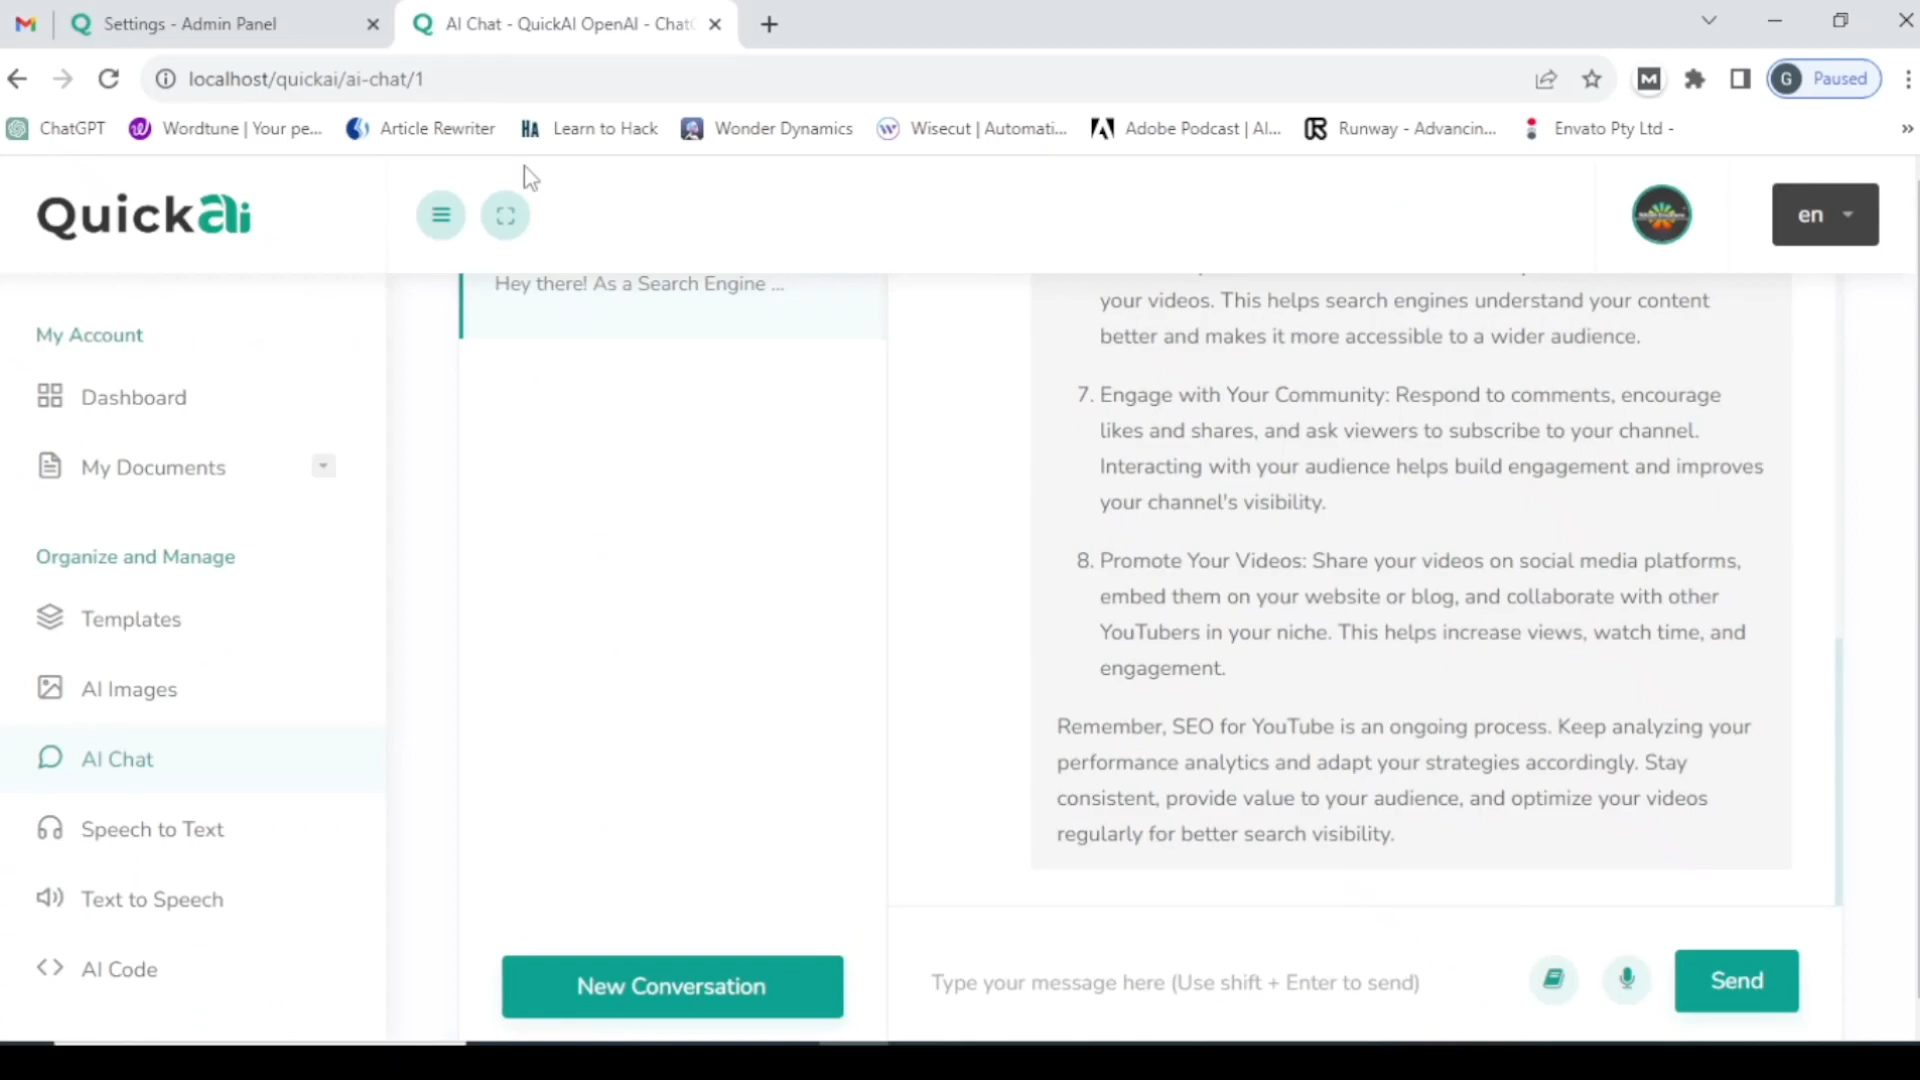 Settings - Admin Panel
AI Chat - QuickAI OpenAI - Chat
localhost/quickai/ai-chat/1
G Paused
ChatGPT
Wordtune | Your pe...
Article Rewriter
HA Learn to Hack
Wonder Dynamics
Wisecut | Automati...
Adobe Podcast | AI...
Runway - Advancin...
Envato Pty Ltd -
»
QuickAi
en
My Account
Dashboard
My Documents
Organize and Manage
Templates
AI Images
AI Chat
Speech to Text
Text to Speech
AI Code
Hey there! As a Search Engine ...
New Conversation
your videos. This helps search engines understand your content
better and makes it more accessible to a wider audience.
7. Engage with Your Community: Respond to comments, encourage
likes and shares, and ask viewers to subscribe to your channel.
Interacting with your audience helps build engagement and improves
your channel's visibility.
8. Promote Your Videos: Share your videos on social media platforms,
embed them on your website or blog, and collaborate with other
YouTubers in your niche. This helps increase views, watch time, and
engagement.
Remember, SEO for YouTube is an ongoing process. Keep analyzing your
performance analytics and adapt your strategies accordingly. Stay
consistent, provide value to your audience, and optimize your videos
regularly for better search visibility.
Type your message here (Use shift + Enter to send)
Send